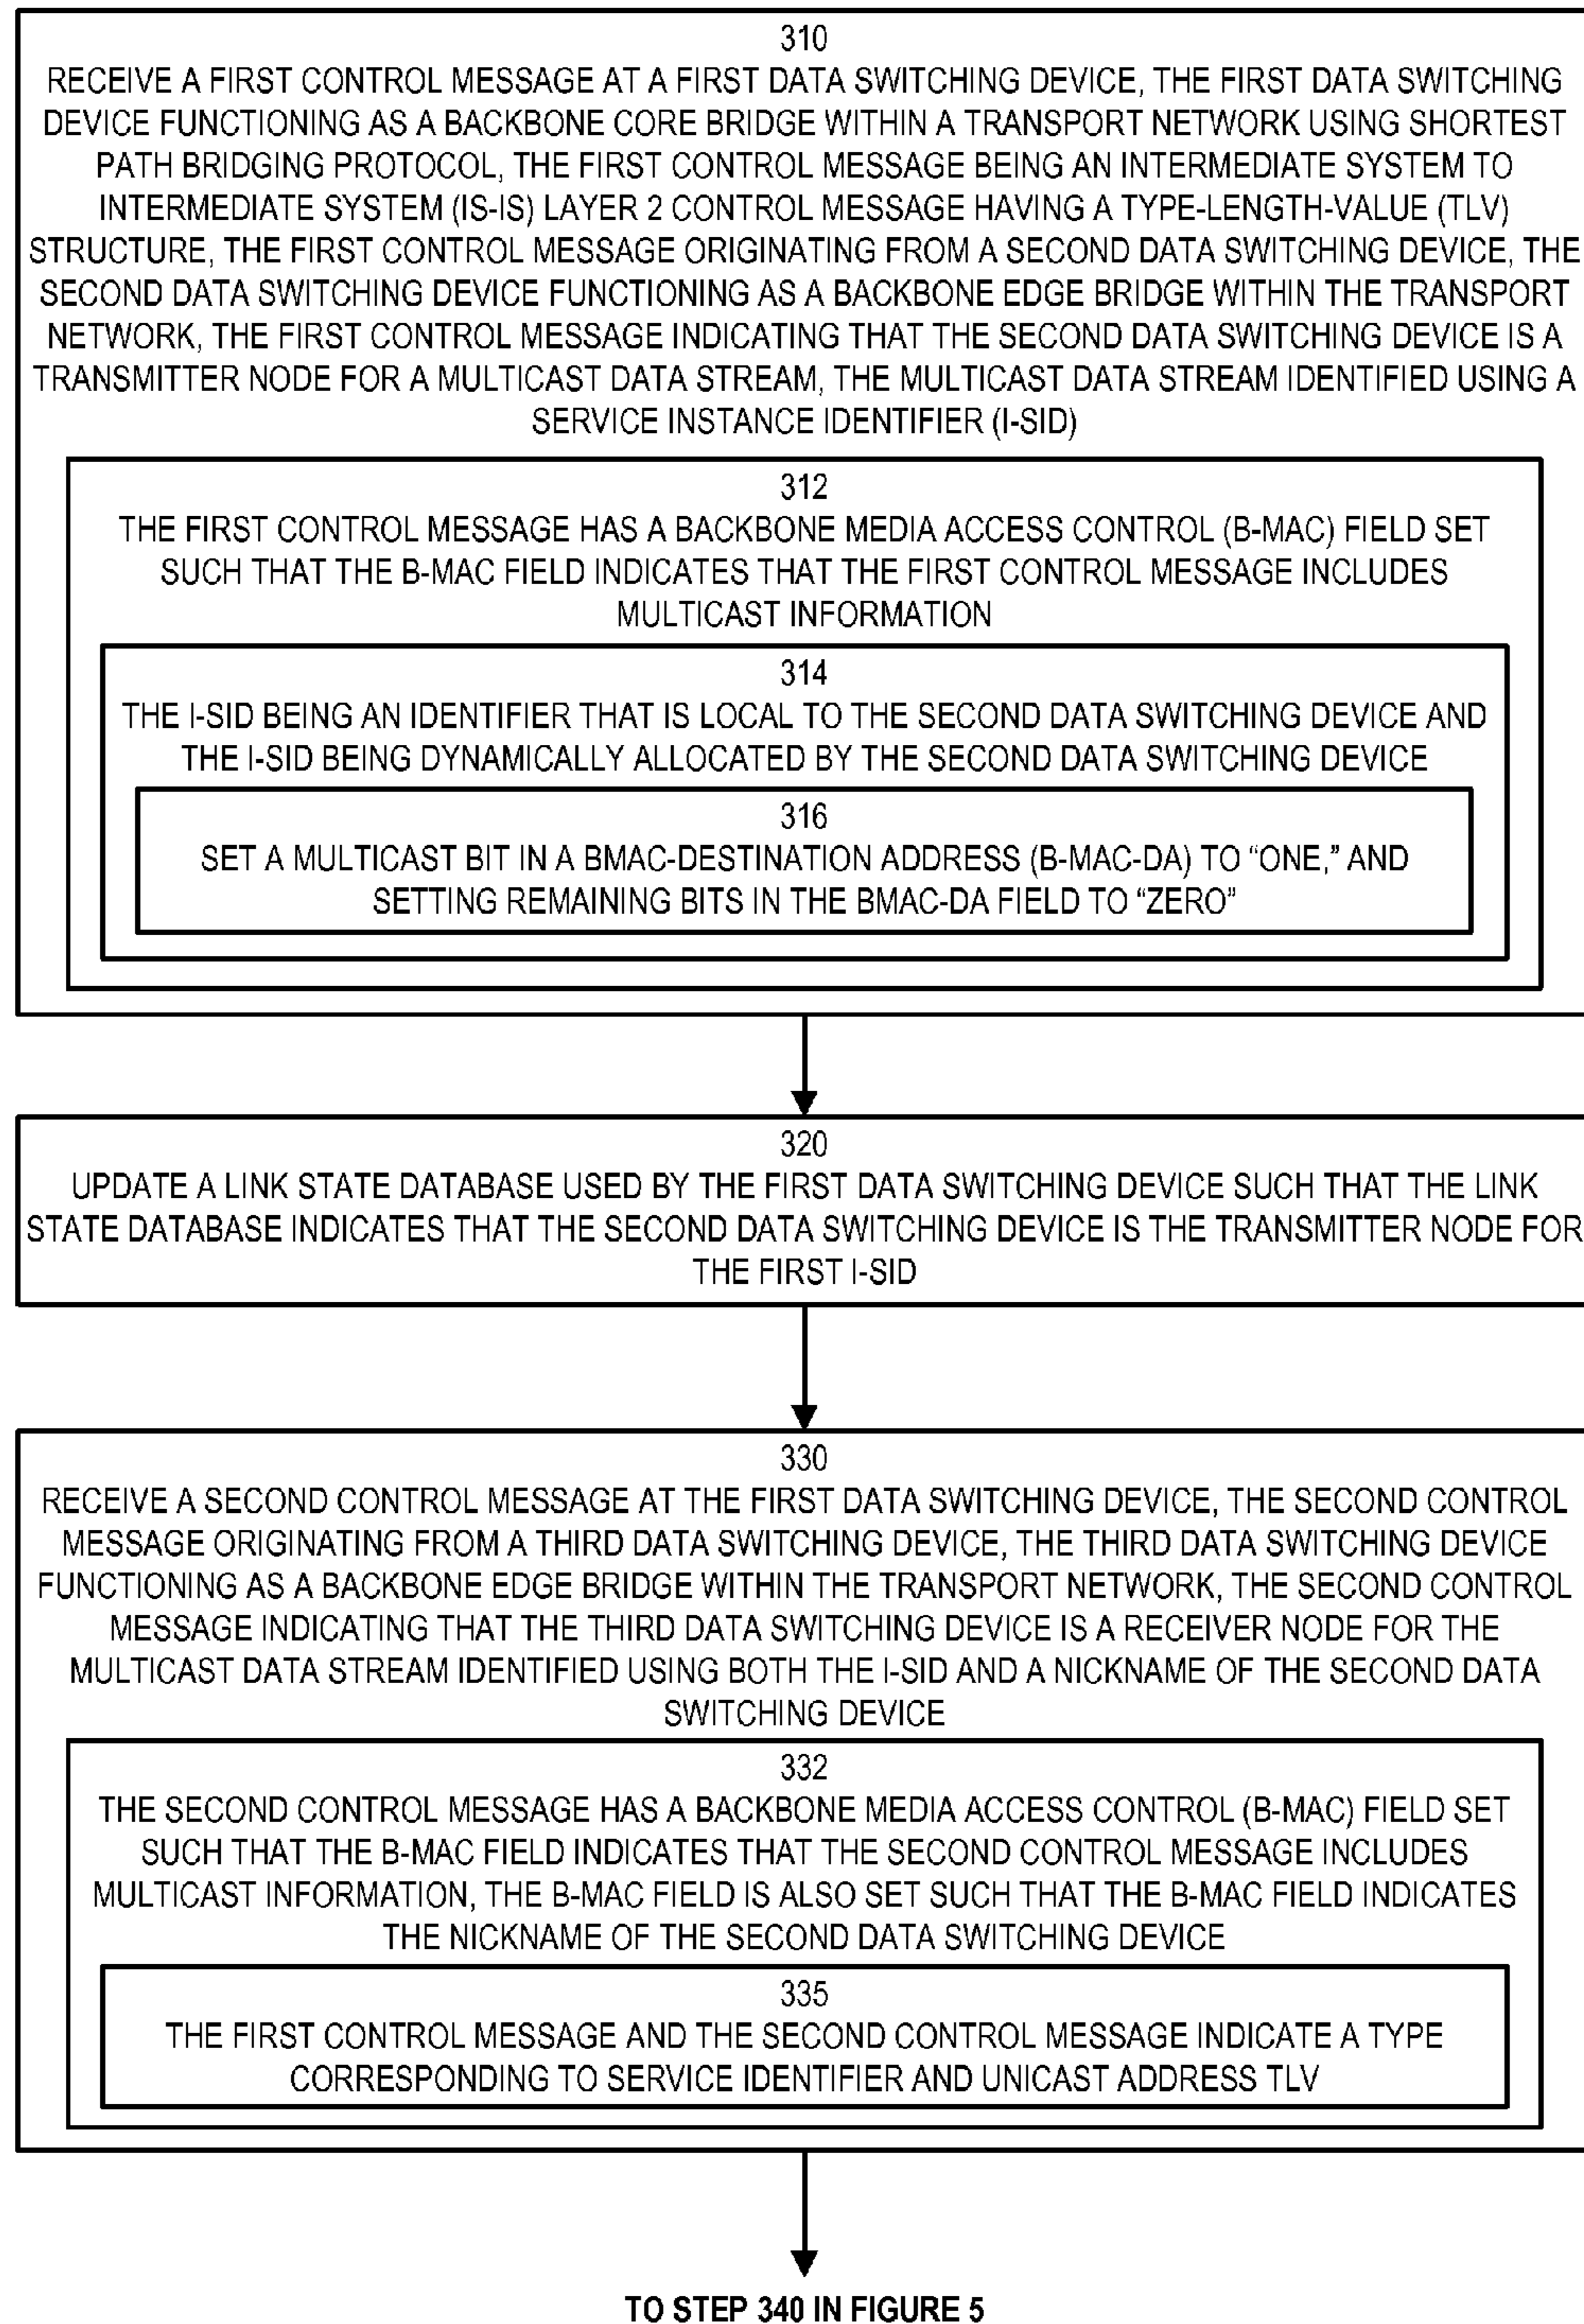 310
RECEIVE A FIRST CONTROL MESSAGE AT A FIRST DATA SWITCHING DEVICE, THE FIRST DATA SWITCHING
DEVICE FUNCTIONING AS A BACKBONE CORE BRIDGE WITHIN A TRANSPORT NETWORK USING SHORTEST
PATH BRIDGING PROTOCOL, THE FIRST CONTROL MESSAGE BEING AN INTERMEDIATE SYSTEM TO
INTERMEDIATE SYSTEM (IS-IS) LAYER 2 CONTROL MESSAGE HAVING A TYPE-LENGTH-VALUE (TLV)
STRUCTURE, THE FIRST CONTROL MESSAGE ORIGINATING FROM A SECOND DATA SWITCHING DEVICE, THE
SECOND DATA SWITCHING DEVICE FUNCTIONING AS A BACKBONE EDGE BRIDGE WITHIN THE TRANSPORT
NETWORK, THE FIRST CONTROL MESSAGE INDICATING THAT THE SECOND DATA SWITCHING DEVICE IS A
TRANSMITTER NODE FOR A MULTICAST DATA STREAM, THE MULTICAST DATA STREAM IDENTIFIED USING A
SERVICE INSTANCE IDENTIFIER (I-SID)
312
THE FIRST CONTROL MESSAGE HAS A BACKBONE MEDIA ACCESS CONTROL (B-MAC) FIELD SET
SUCH THAT THE B-MAC FIELD INDICATES THAT THE FIRST CONTROL MESSAGE INCLUDES
MULTICAST INFORMATION
314
THE I-SID BEING AN IDENTIFIER THAT IS LOCAL TO THE SECOND DATA SWITCHING DEVICE AND
THE I-SID BEING DYNAMICALLY ALLOCATED BY THE SECOND DATA SWITCHING DEVICE
316
SET A MULTICAST BIT IN A BMAC-DESTINATION ADDRESS (B-MAC-DA) TO “ONE,” AND
SETTING REMAINING BITS IN THE BMAC-DA FIELD TO “ZERO”
320
UPDATE A LINK STATE DATABASE USED BY THE FIRST DATA SWITCHING DEVICE SUCH THAT THE LINK
STATE DATABASE INDICATES THAT THE SECOND DATA SWITCHING DEVICE IS THE TRANSMITTER NODE FOR
THE FIRST I-SID
330
RECEIVE A SECOND CONTROL MESSAGE AT THE FIRST DATA SWITCHING DEVICE, THE SECOND CONTROL
MESSAGE ORIGINATING FROM A THIRD DATA SWITCHING DEVICE, THE THIRD DATA SWITCHING DEVICE
FUNCTIONING AS A BACKBONE EDGE BRIDGE WITHIN THE TRANSPORT NETWORK, THE SECOND CONTROL
MESSAGE INDICATING THAT THE THIRD DATA SWITCHING DEVICE IS A RECEIVER NODE FOR THE
MULTICAST DATA STREAM IDENTIFIED USING BOTH THE I-SID AND A NICKNAME OF THE SECOND DATA
SWITCHING DEVICE
332
THE SECOND CONTROL MESSAGE HAS A BACKBONE MEDIA ACCESS CONTROL (B-MAC) FIELD SET
SUCH THAT THE B-MAC FIELD INDICATES THAT THE SECOND CONTROL MESSAGE INCLUDES
MULTICAST INFORMATION, THE B-MAC FIELD IS ALSO SET SUCH THAT THE B-MAC FIELD INDICATES
THE NICKNAME OF THE SECOND DATA SWITCHING DEVICE
335
THE FIRST CONTROL MESSAGE AND THE SECOND CONTROL MESSAGE INDICATE A TYPE
CORRESPONDING TO SERVICE IDENTIFIER AND UNICAST ADDRESS TLV
TO STEP 340 IN FIGURE 5